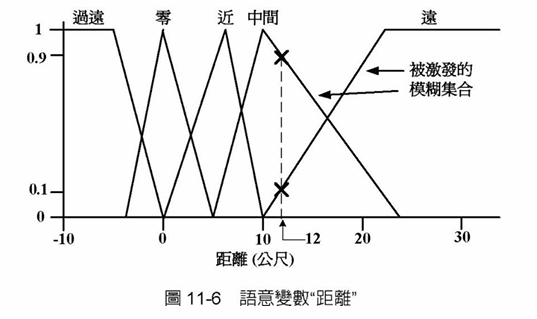 過遠 零 近 中間 遠
1
0.9
被激發的
模糊集合
0.1
0
-10 0 10 12 20 30
距離 (公尺)
圖 11-6 語意變數“距離”